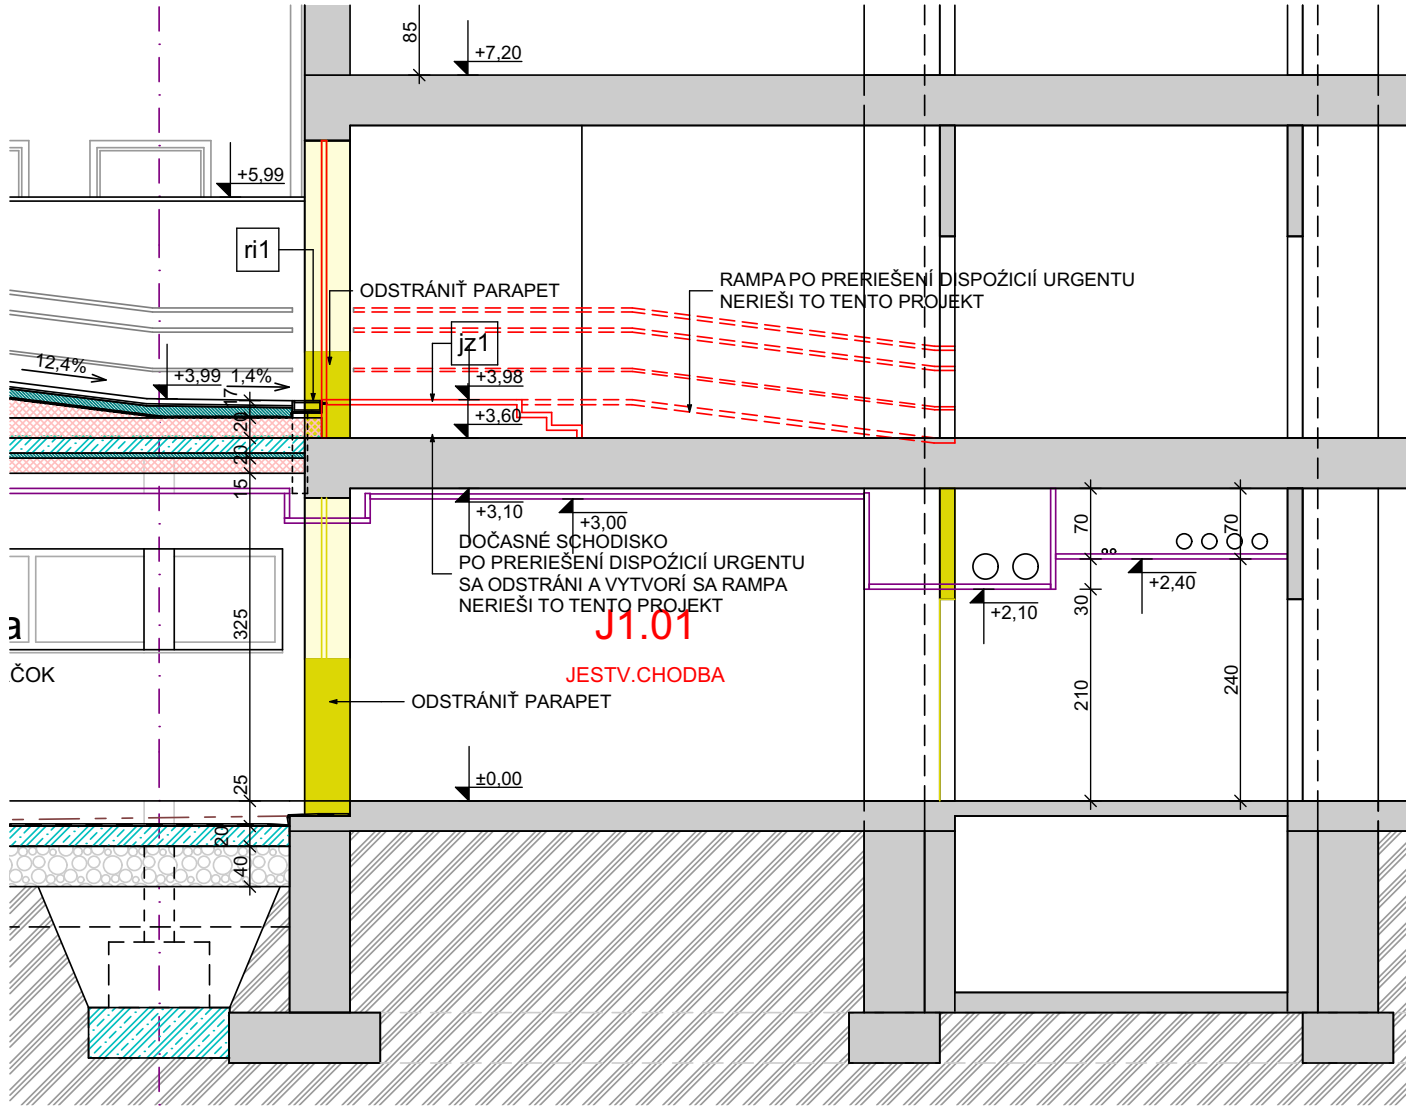 85
+7,20
+5,99
ri1
ODSTRÁNIŤ PARAPET
RAMPA PO PRERIEŠENÍ DISPOŹICIÍ URGENTU
NERIEŠI TO TENTO PROJEKT
jz1
12,4%
+3,99
1,4%
+3,98
+3,60
17
20
20
15
+3,10
+3,00
DOČASNÉ SCHODISKO
PO PRERIEŠENÍ DISPOŹICIÍ URGENTU
SA ODSTRÁNI A VYTVORÍ SA RAMPA
NERIEŠI TO TENTO PROJEKT
70
70
+2,40
+2,10
30
J1.01
JESTV.CHODBA
a
ČOK
325
210
240
ODSTRÁNIŤ PARAPET
±0,00
25
20
40